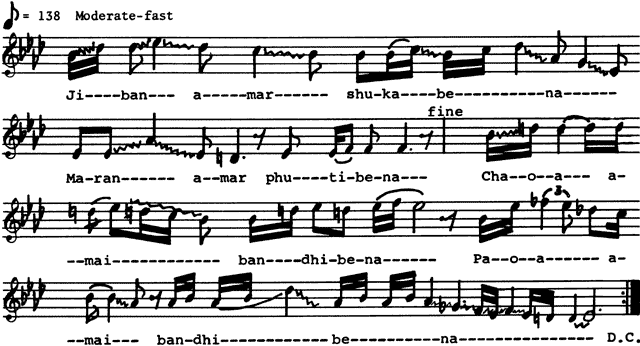 ♪= 138 Moderate-fast
Ji----ban--- a-----mar------ shu-ka----be-----------na-------
fine
Ma-ran------ a--mar phu----ti-be-na--- Cha--o--a--- a-
3
--mai------------ ban----dhi-be-na------- Pa--o-a------- a-
--mai--- ban-dhi------------be----------na---------------- D.C.